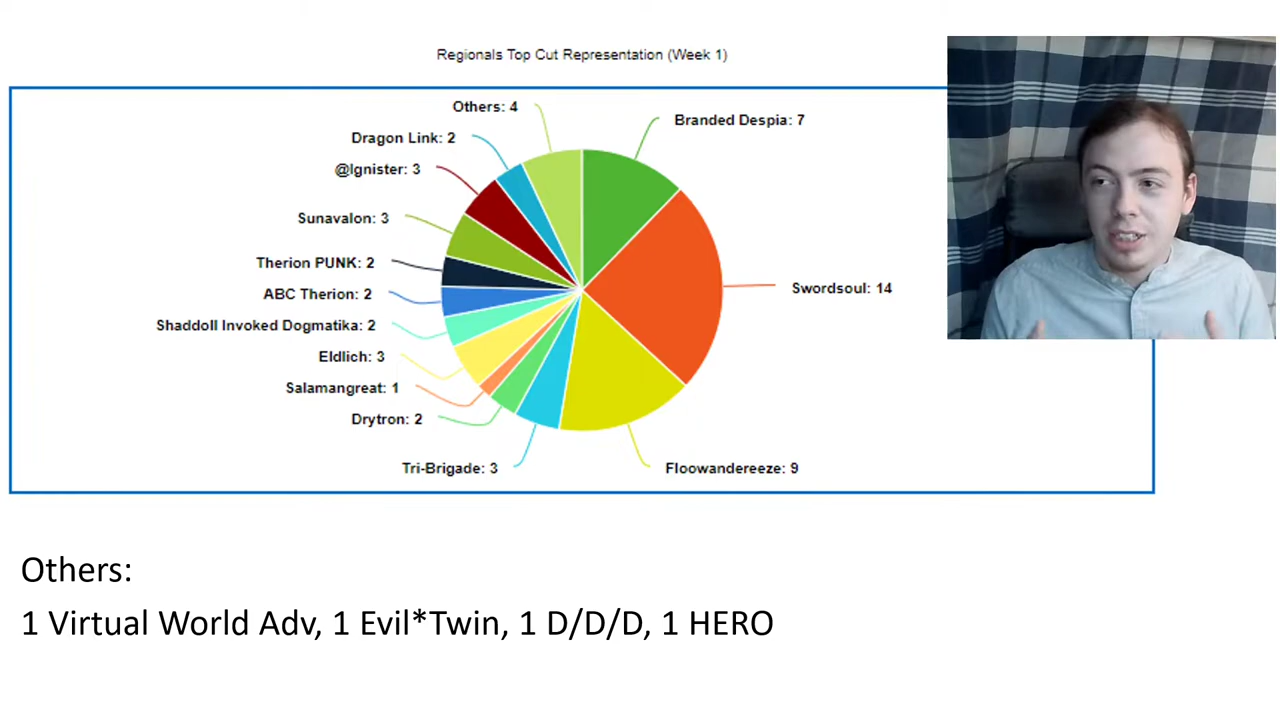 Regionals Top Cut Representation (Week 1)
Others: 4
Branded Despia: 7
Dragon Link: 2
@Ignister: 3
Sunavalon: 3
Therion PUNK: 2
ABC Therion: 2
Swordsoul: 14
Shaddoll Invoked Dogmatika: 2
Eldlich: 3
Salamangreat: 1
Drytron: 2
Tri-Brigade: 3
Floowandereeze: 9
Others:
1 Virtual World Adv, 1 Evil*Twin, 1 D/D/D, 1 HERO